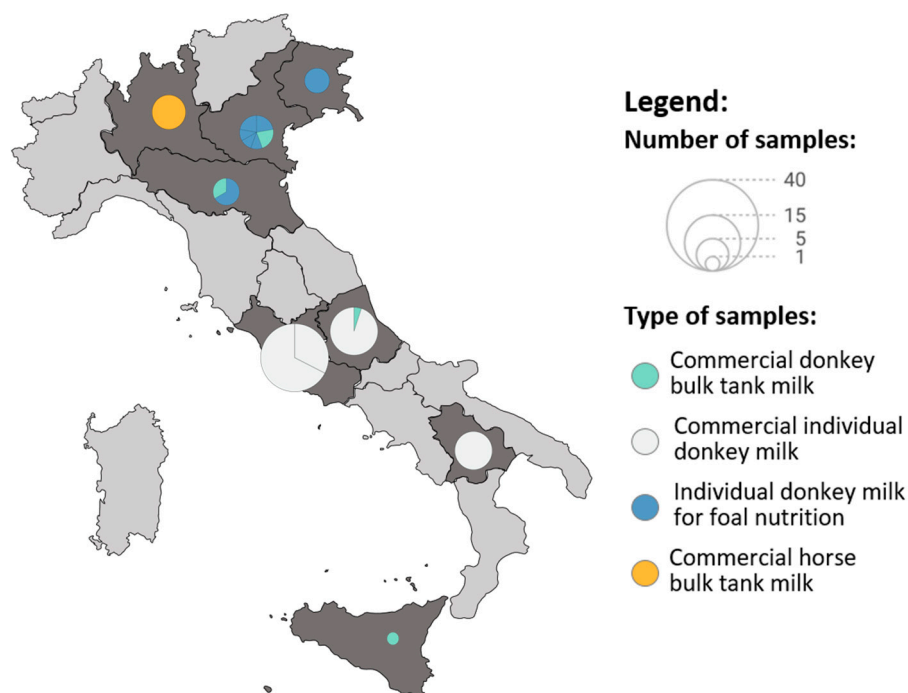 Legend:
Number of samples:
40
15
5
1
Type of samples:
Commercial donkey
bulk tank milk
Commercial individual
donkey milk
Individual donkey milk
for foal nutrition
Commercial horse
bulk tank milk